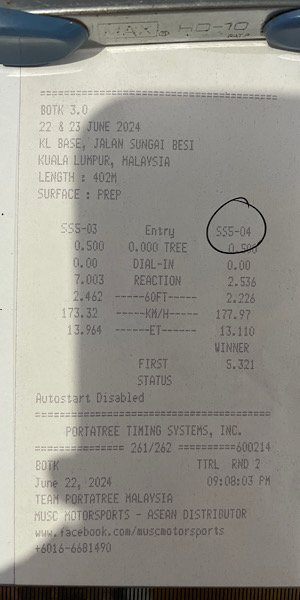 MAX 40-70
========================================
BOTK 3.0
22 & 23 JUNE 2024
KL BASE, JALAN SUNGAI BESI
KUALA LUMPUR, MALAYSIA
LENGTH : 402M
SURFACE : PREP
SS5-03 Entry SS5-04
0.500 0.000 TREE 0.500
0.00 DIAL-IN 0.00
7.003 REACTION 2.536
2.462 -----60FT----- 2.226
173.32 -----KM/H----- 177.97
13.964 ------ET------ 13.110
WINNER
FIRST 5.321
STATUS
Autostart Disabled
========================================
PORTATREE TIMING SYSTEMS, INC.
=============== 261/262 ==========600214
BOTK TTRL RND 2
June 22, 2024 09:08:03 PM
TEAM PORTATREE MALAYSIA
MUSC MOTORSPORTS - ASEAN DISTRIBUTOR
www.facebook.com/muscmotorsports
+6016-6681490